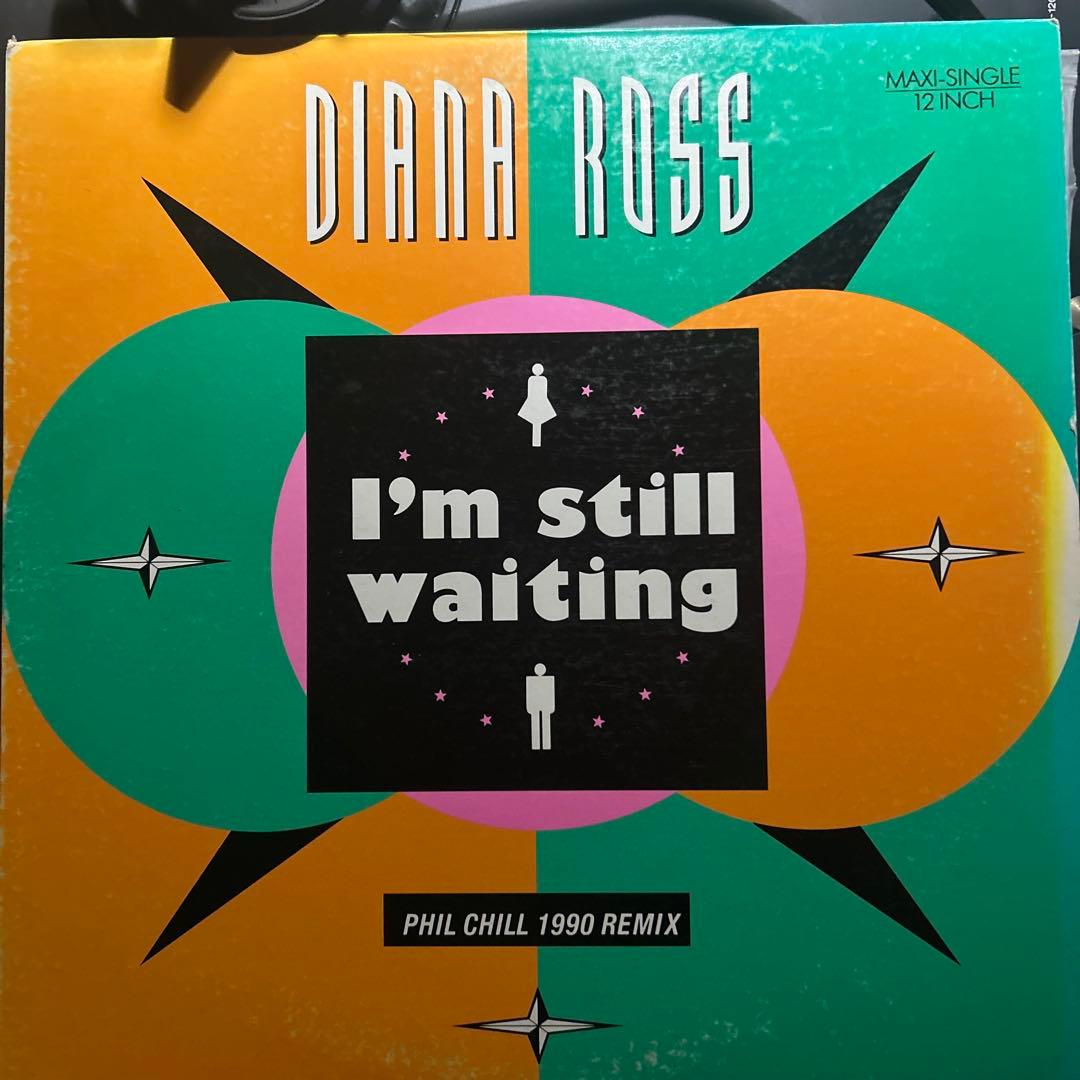 DIANA ROSS
MAXI-SINGLE
12 INCH
I'm still
waiting
PHIL CHILL 1990 REMIX